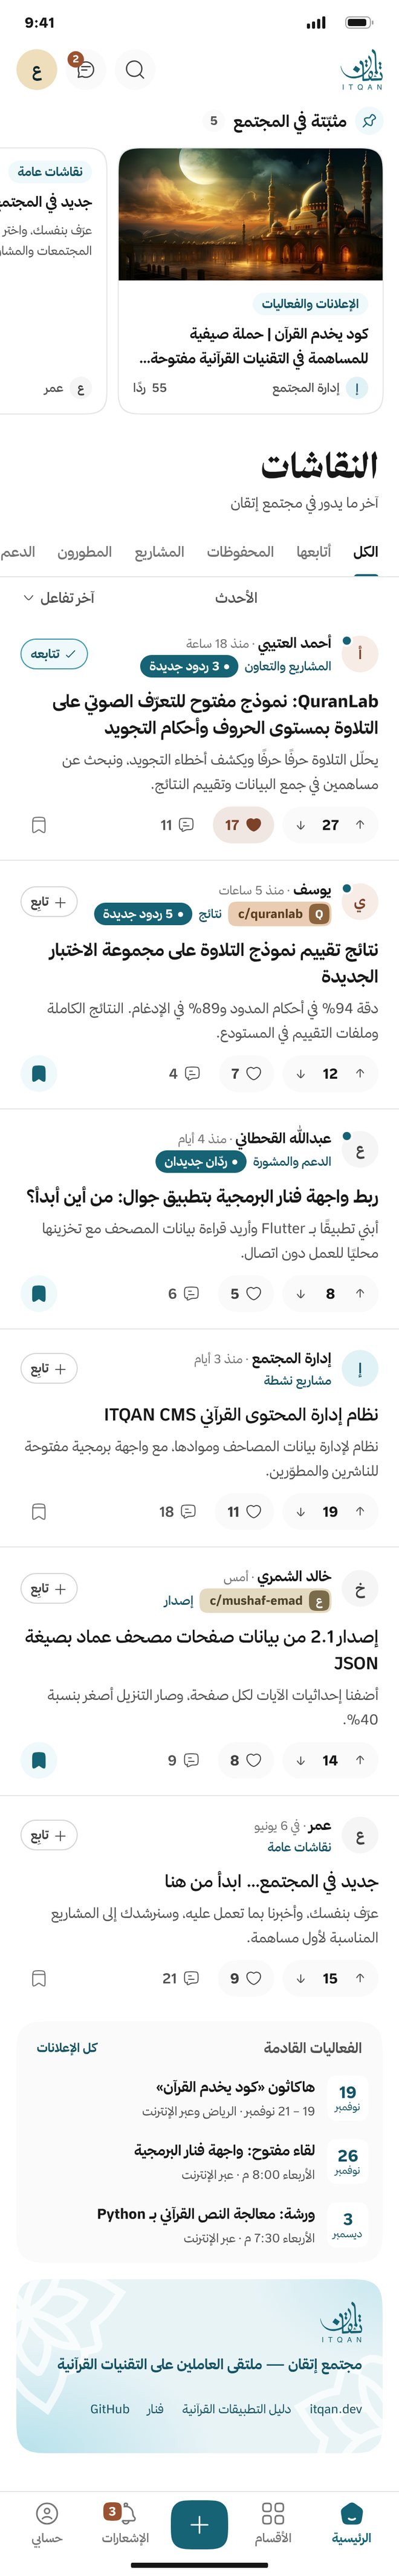 9:41
ع
2
إتقان
ITQAN
مثبّتة في المجتمع
5
الإعلانات والفعاليات
كود يخدم القرآن | حملة صيفية
للمساهمة في التقنيات القرآنية مفتوحة...
إ
إدارة المجتمع
55 ردًا
نقاشات عامة
جديد في المجتمع
عرّف بنفسك، واختر
المجتمعات والمشار
ع
عمر
النقاشات
آخر ما يدور في مجتمع إتقان
الكل
أتابعها
المحفوظات
المشاريع
المطورون
الدعم
الأحدث
آخر تفاعل
أ
أحمد العتيبي · منذ 18 ساعة
المشاريع والتعاون
3 ردود جديدة
تتابعه
QuranLab: نموذج مفتوح للتعرّف الصوتي على
التلاوة بمستوى الحروف وأحكام التجويد
يحلّل التلاوة حرفًا حرفًا ويكشف أخطاء التجويد، ونبحث عن
مساهمين في جمع البيانات وتقييم النتائج.
27
17
11
ي
يوسف · منذ 5 ساعات
Q
c/quranlab
نتائج
5 ردود جديدة
تابِع
نتائج تقييم نموذج التلاوة على مجموعة الاختبار
الجديدة
دقة 94% في أحكام المدود و89% في الإدغام. النتائج الكاملة
وملفات التقييم في المستودع.
12
7
4
ع
عبدالله القحطاني · منذ 4 أيام
الدعم والمشورة
ردّان جديدان
ربط واجهة فنار البرمجية بتطبيق جوال: من أين أبدأ؟
أبني تطبيقًا بـ Flutter وأريد قراءة بيانات المصحف مع تخزينها
محليًا للعمل دون اتصال.
8
5
6
إ
إدارة المجتمع · منذ 3 أيام
مشاريع نشطة
تابِع
نظام إدارة المحتوى القرآني ITQAN CMS
نظام لإدارة بيانات المصاحف وموادها، مع واجهة برمجية مفتوحة
للناشرين والمطوّرين.
19
11
18
خ
خالد الشمري · أمس
ع
c/mushaf-emad
إصدار
تابِع
إصدار 2.1 من بيانات صفحات مصحف عماد بصيغة
JSON
أضفنا إحداثيات الآيات لكل صفحة، وصار التنزيل أصغر بنسبة
40%.
14
8
9
ع
عمر · في 6 يونيو
نقاشات عامة
تابِع
جديد في المجتمع... ابدأ من هنا
عرّف بنفسك، وأخبرنا بما تعمل عليه، وسنرشدك إلى المشاريع
المناسبة لأول مساهمة.
15
9
21
الفعاليات القادمة
كل الإعلانات
19
نوفمبر
هاكاثون «كود يخدم القرآن»
19 – 21 نوفمبر · الرياض وعبر الإنترنت
26
نوفمبر
لقاء مفتوح: واجهة فنار البرمجية
الأربعاء 8:00 م · عبر الإنترنت
3
ديسمبر
ورشة: معالجة النص القرآني بـ Python
الأربعاء 7:30 م · عبر الإنترنت
إتقان
ITQAN
مجتمع إتقان — ملتقى العاملين على التقنيات القرآنية
itqan.dev
دليل التطبيقات القرآنية
فنار
GitHub
الرئيسية
الأقسام
3
الإشعارات
حسابي